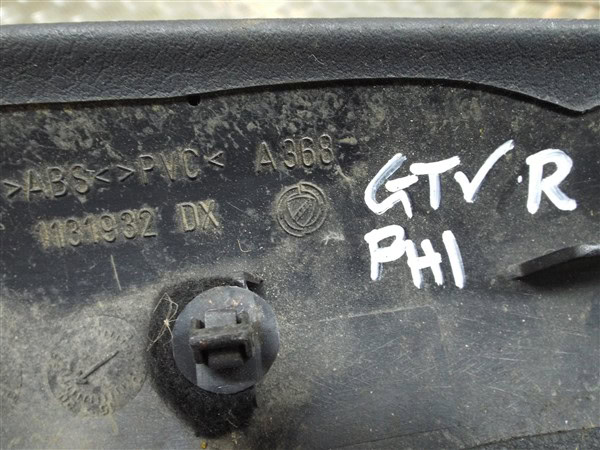 >ABS<>PVC< A368
1131932 DX
GTV R
PH1